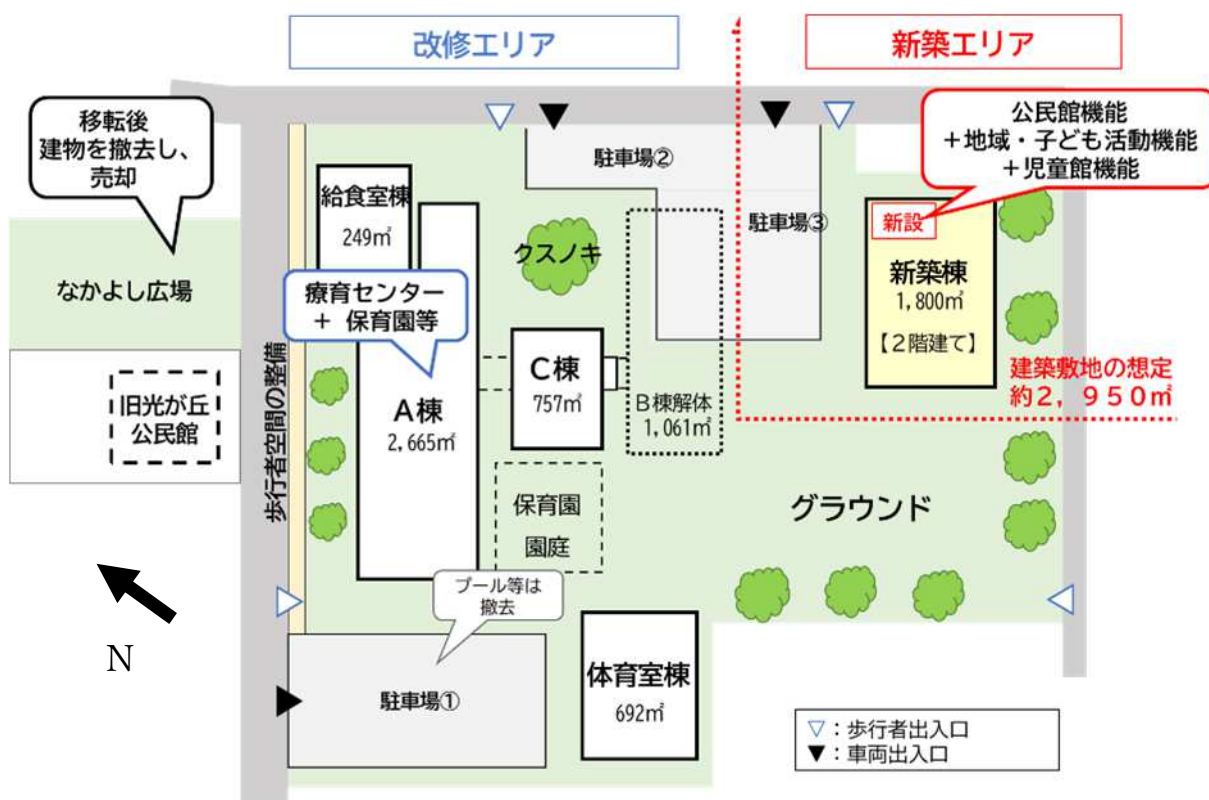 改修エリア
新築エリア
移転後
建物を撤去し、
売却
公民館機能
+地域・子ども活動機能
+児童館機能
駐車場②
給食室棟
249㎡
クスノキ
駐車場③
新設
新築棟
1,800㎡
【2階建て】
なかよし広場
療育センター
+ 保育園等
C棟
757㎡
A棟
2,665㎡
B棟解体
1,061㎡
建築敷地の想定
約2,950㎡
旧光が丘
公民館
歩行者空間の整備
保育園
園庭
グラウンド
プール等は
撤去
N
駐車場①
体育室棟
692㎡
▽：歩行者出入口
▼：車両出入口